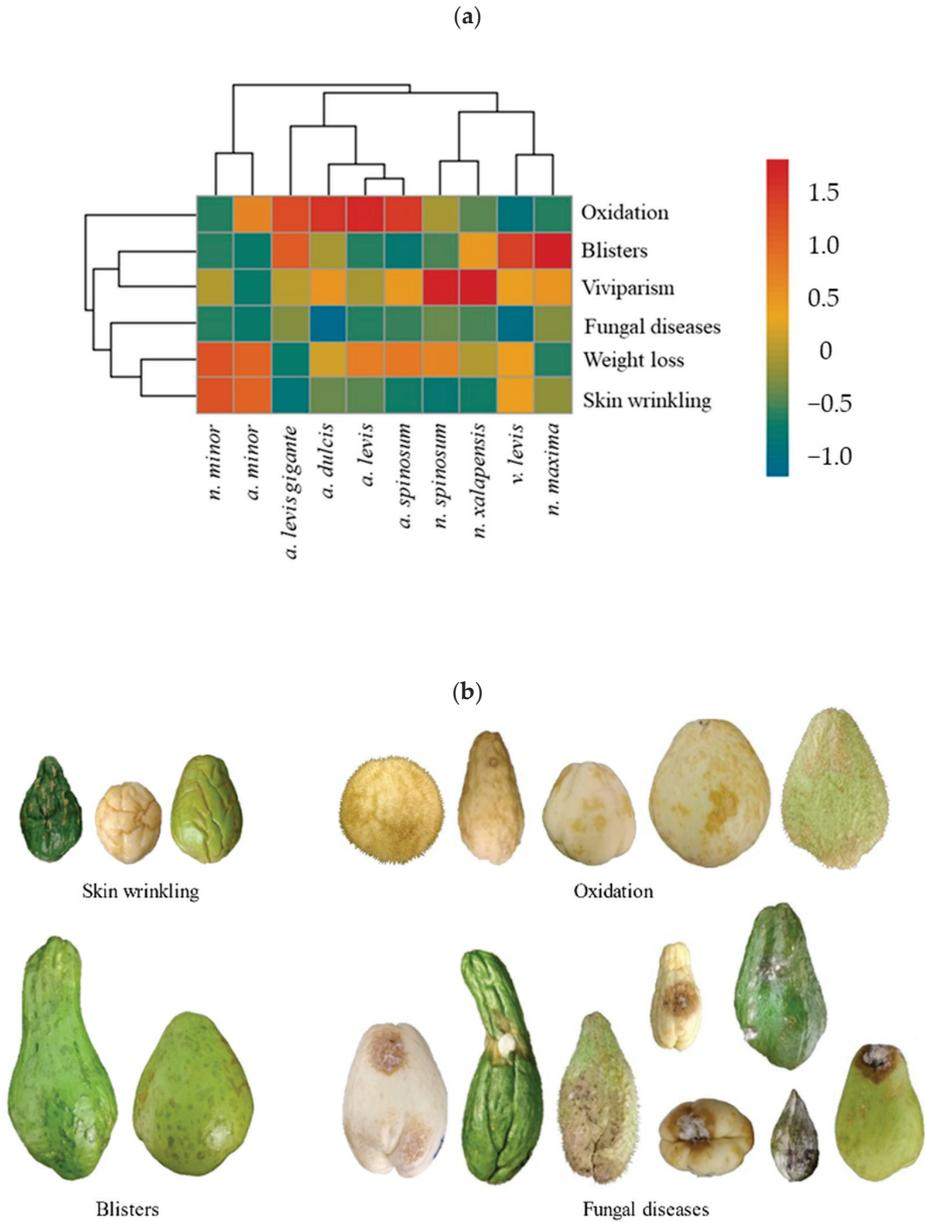 (a)
Oxidation
Blisters
Viviparism
Fungal diseases
Weight loss
Skin wrinkling
1.5
1.0
0.5
0
−0.5
−1.0
n. minor
a. minor
a. levis gigante
a. dulcis
a. levis
a. spinosum
n. spinosum
n. xalapensis
v. levis
n. maxima
(b)
Skin wrinkling
Oxidation
Blisters
Fungal diseases